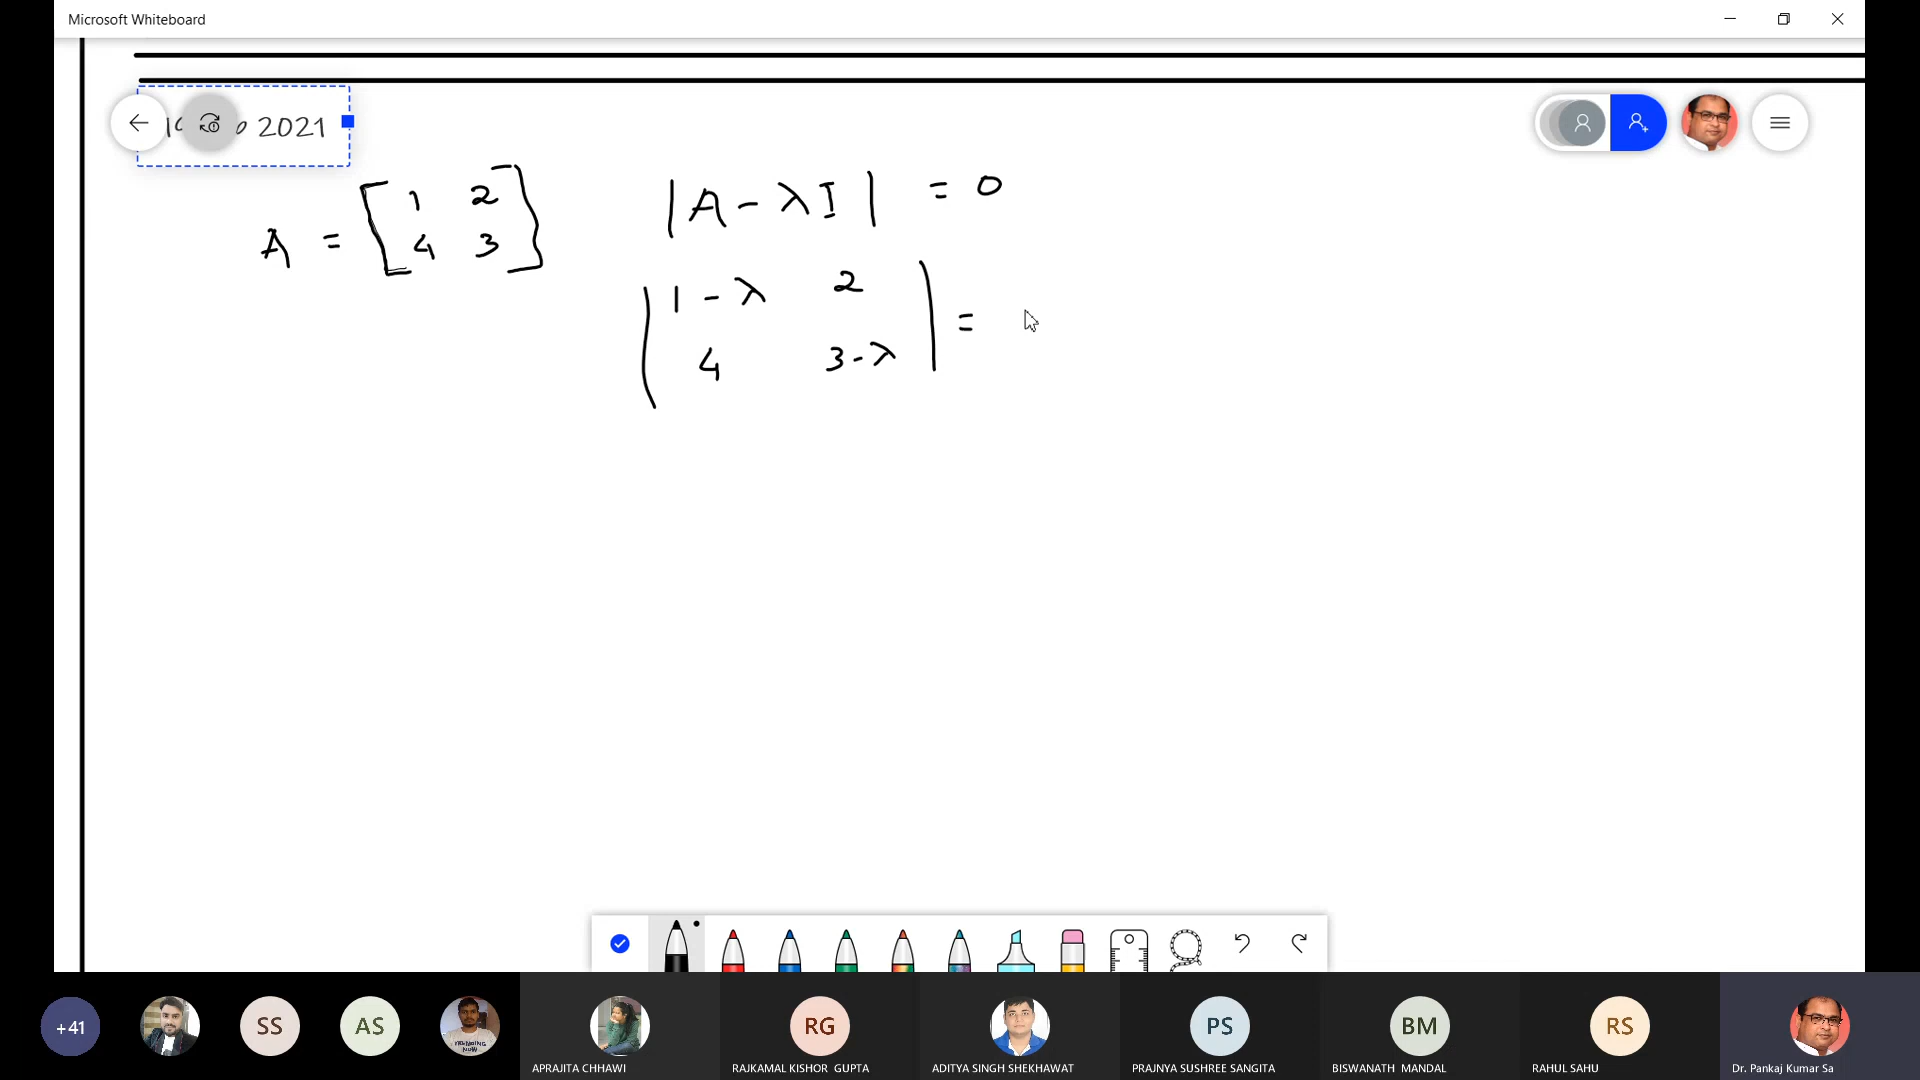 Microsoft Whiteboard
2021
A = [ 1 2
4 3 ]
|A - λI| = 0
| 1 - λ 2
4 3 - λ | =
+41
SS
AS
TRENDING
NOW
RG
PS
BM
RS
APRAJITA CHHAWI
RAJKAMAL KISHOR GUPTA
ADITYA SINGH SHEKHAWAT
PRAJNYA SUSHREE SANGITA
BISWANATH MANDAL
RAHUL SAHU
Dr. Pankaj Kumar Sa